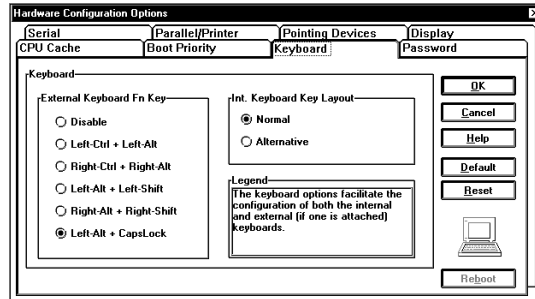 Hardware Configuration Options
Serial Parallel/Printer Pointing Devices Display
CPU Cache Boot Priority Keyboard Password
Keyboard
External Keyboard Fn Key
Disable
Left-Ctrl + Left-Alt
Right-Ctrl + Right-Alt
Left-Alt + Left-Shift
Right-Alt + Right-Shift
Left-Alt + CapsLock
Int. Keyboard Key Layout
Normal
Alternative
Legend
The keyboard options facilitate the
configuration of both the internal
and external (if one is attached)
keyboards.
OK
Cancel
Help
Default
Reset
Reboot